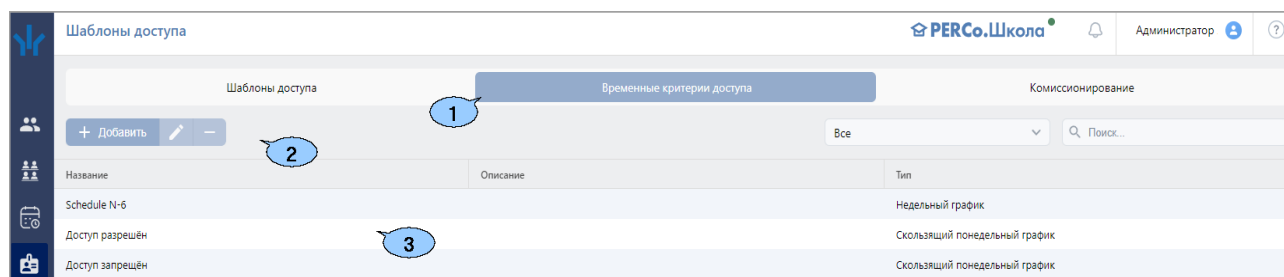 Шаблоны доступа PERCo.Школа Администратор ?
Шаблоны доступа Временные критерии доступа Комиссионирование
1
+ Добавить Все Поиск...
2
Название Описание Тип
Schedule N-6 Недельный график
Доступ разрешён Скользящий понедельный график
3
Доступ запрещён Скользящий понедельный график